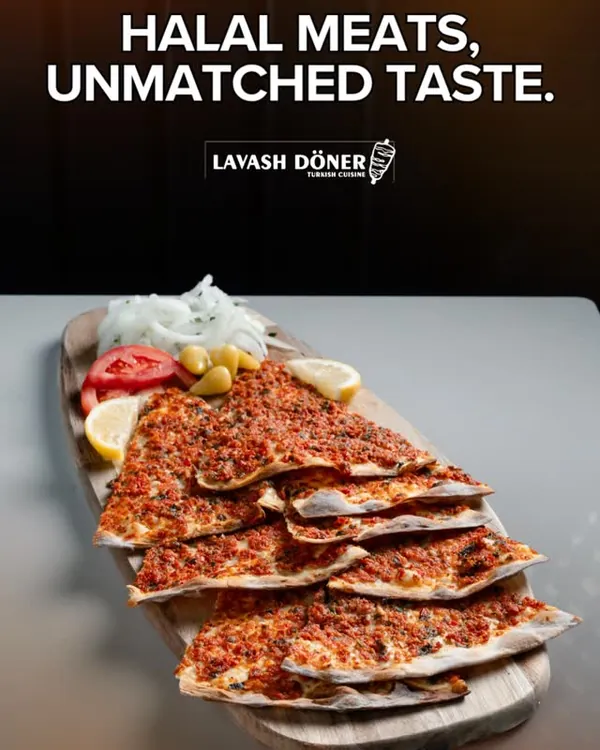 HALAL MEATS,
UNMATCHED TASTE.
LAVASH DÖNER
TURKISH CUISINE